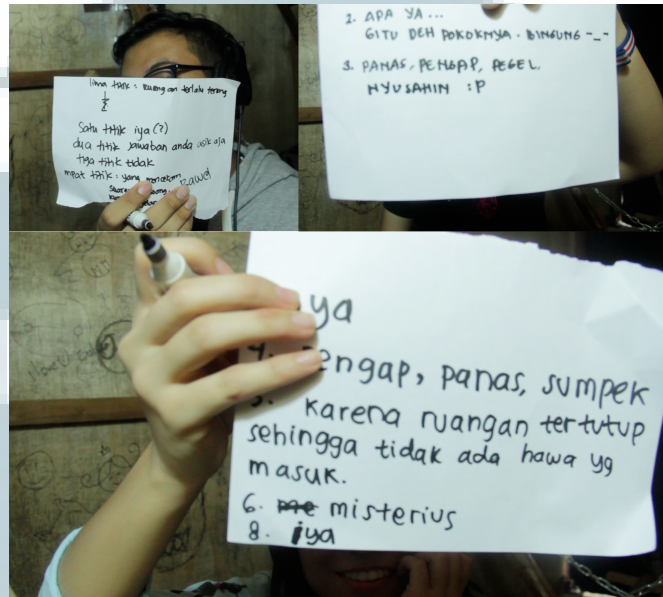 lima titik : Ruangan terlalu terang
Satu titik iya (?)
dua titik jawaban anda asik aja
tiga titik tidak
mpat titik : yang mencekam
2. APA YA...
GITU DEH POKOKNYA. BINGUNG -_-
3. PANAS, PENGAP, PEGEL.
NYUSAHIN :P
ya
engap, panas, sumpek
karena ruangan tertutup
sehingga tidak ada hawa yg
masuk.
6. misterius
8. iya